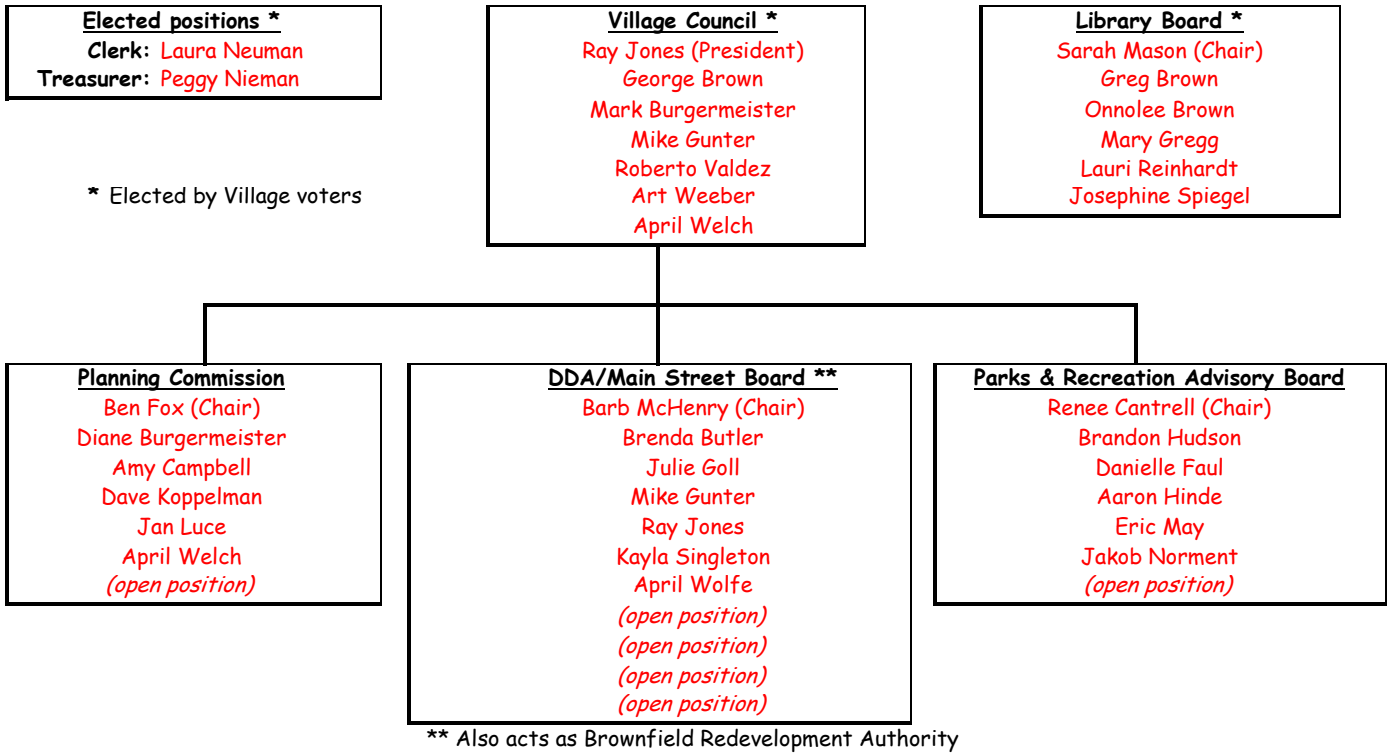 Elected positions *
Clerk: Laura Neuman
Treasurer: Peggy Nieman
* Elected by Village voters
Village Council *
Ray Jones (President)
George Brown
Mark Burgermeister
Mike Gunter
Roberto Valdez
Art Weeber
April Welch
Library Board *
Sarah Mason (Chair)
Greg Brown
Onnolee Brown
Mary Gregg
Lauri Reinhardt
Josephine Spiegel
Planning Commission
Ben Fox (Chair)
Diane Burgermeister
Amy Campbell
Dave Koppelman
Jan Luce
April Welch
(open position)
DDA/Main Street Board **
Barb McHenry (Chair)
Brenda Butler
Julie Goll
Mike Gunter
Ray Jones
Kayla Singleton
April Wolfe
(open position)
(open position)
(open position)
(open position)
Parks & Recreation Advisory Board
Renee Cantrell (Chair)
Brandon Hudson
Danielle Faul
Aaron Hinde
Eric May
Jakob Norment
(open position)
** Also acts as Brownfield Redevelopment Authority